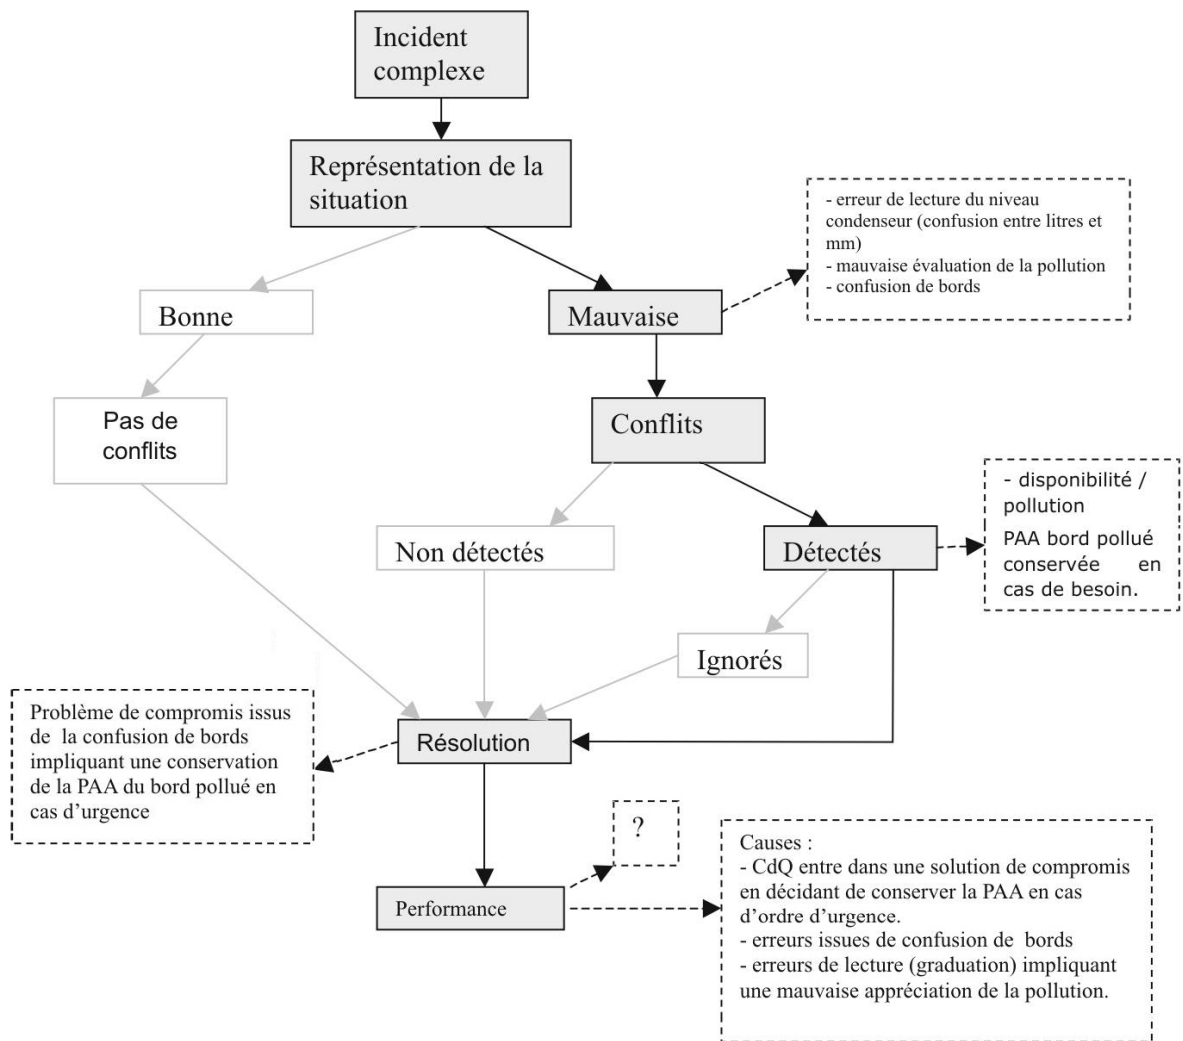 Incident
complexe
Représentation de la
situation
- erreur de lecture du niveau
condenseur (confusion entre litres et
mm)
- mauvaise évaluation de la pollution
- confusion de bords
Bonne
Mauvaise
Pas de
conflits
Conflits
- disponibilité /
pollution
PAA bord pollué
conservée en
cas de besoin.
Non détectés
Détectés
Ignorés
Problème de compromis issus
de la confusion de bords
impliquant une conservation
de la PAA du bord pollué en
cas d'urgence
Résolution
?
Causes :
- CdQ entre dans une solution de compromis
en décidant de conserver la PAA en cas
d'ordre d'urgence.
- erreurs issues de confusion de bords
- erreurs de lecture (graduation) impliquant
une mauvaise appréciation de la pollution.
Performance